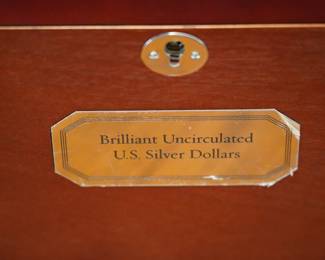 Brilliant Uncirculated
U.S. Silver Dollars